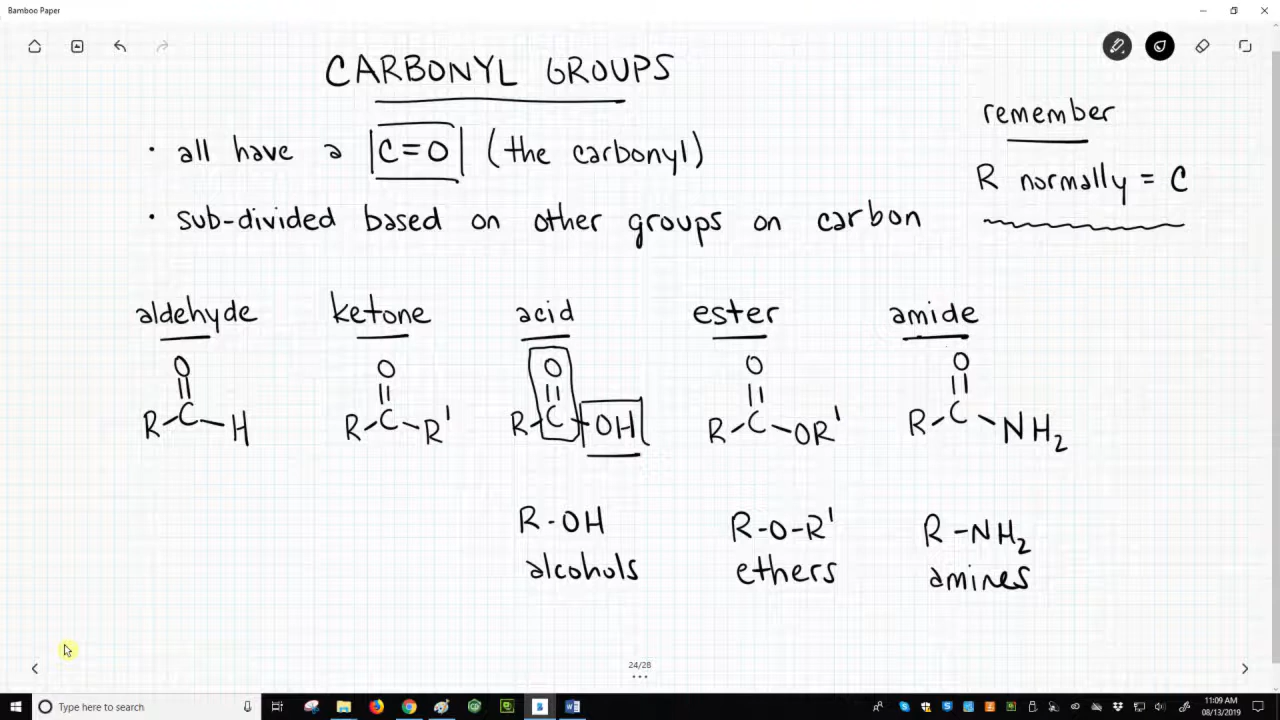 Bamboo Paper
CARBONYL GROUPS
remember
R normally = C
· all have a C=O (the carbonyl)
· sub-divided based on other groups on carbon
aldehyde ketone acid ester amide
O O O O O
R-C-H R-C-R' R-C-OH R-C-OR' R-C-NH₂
R-OH R-O-R' R-NH₂
alcohols ethers amines
24/28
Type here to search
11:09 AM
08/13/2019